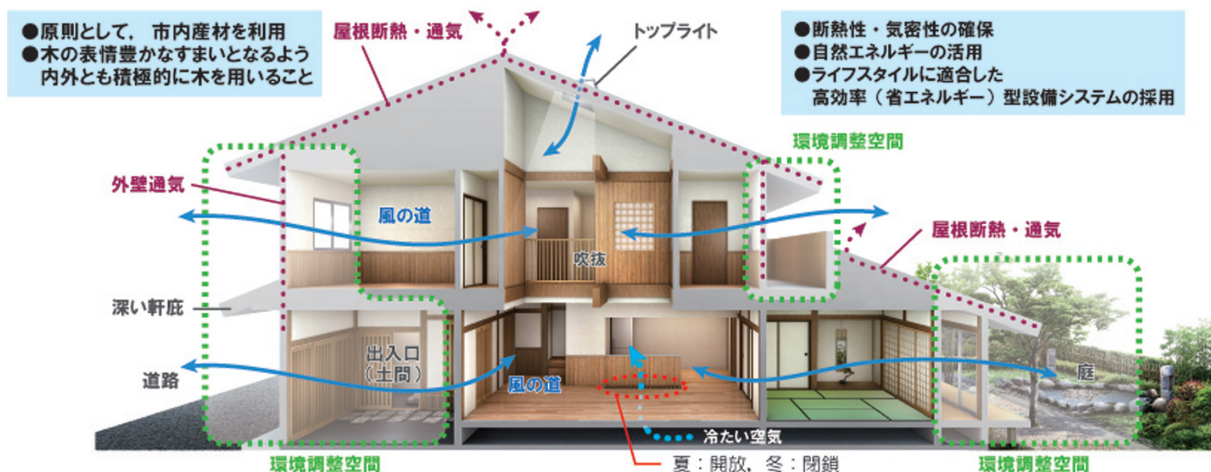 ●原則として，市内産材を利用
●木の表情豊かなすまいとなるよう
内外とも積極的に木を用いること
屋根断熱・通気
トップライト
●断熱性・気密性の確保
●自然エネルギーの活用
●ライフスタイルに適合した
高効率（省エネルギー）型設備システムの採用
環境調整空間
外壁通気
風の道
吹抜
屋根断熱・通気
深い軒庇
道路
出入口
（土間）
風の道
庭
冷たい空気
環境調整空間
夏：開放，冬：閉鎖
環境調整空間